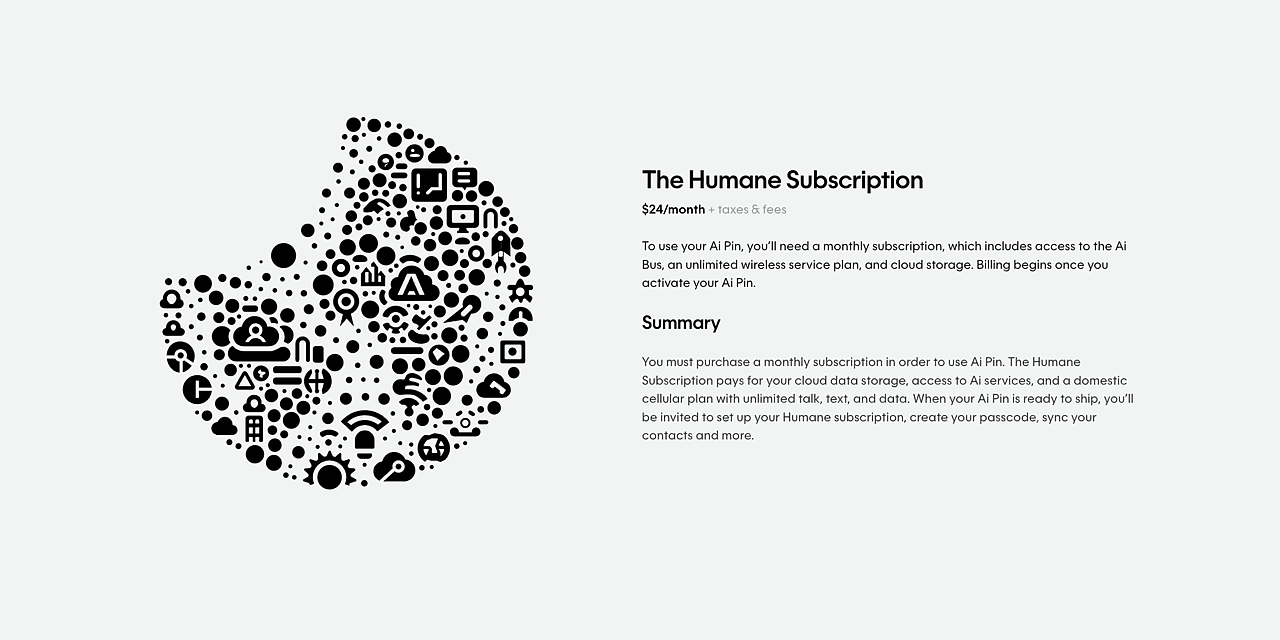 The Humane Subscription
$24/month + taxes & fees
To use your Ai Pin, you’ll need a monthly subscription, which includes access to the Ai
Bus, an unlimited wireless service plan, and cloud storage. Billing begins once you
activate your Ai Pin.
Summary
You must purchase a monthly subscription in order to use Ai Pin. The Humane
Subscription pays for your cloud data storage, access to Ai services, and a domestic
cellular plan with unlimited talk, text, and data. When your Ai Pin is ready to ship, you’ll
be invited to set up your Humane subscription, create your passcode, sync your
contacts and more.